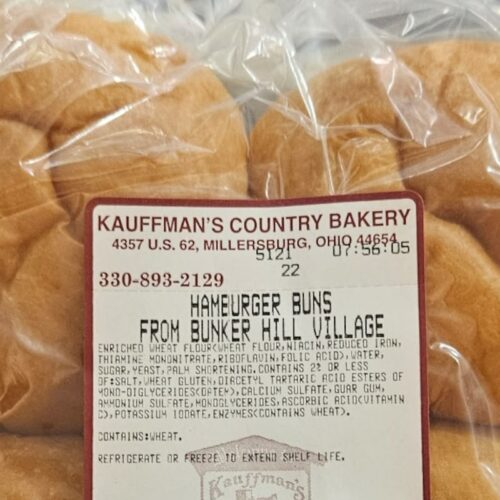 KAUFFMAN'S COUNTRY BAKERY
4357 U.S. 62, MILLERSBURG, OHIO 44654
5121 07:56:05
22
330-893-2129
HAMBURGER BUNS
FROM BUNKER HILL VILLAGE
ENRICHED WHEAT FLOUR(WHEAT FLOUR,NIACIN,REDUCED IRON,
THIAMINE MONONITRATE,RIBOFLAVIN,FOLIC ACID),WATER,
SUGAR,YEAST,PALM SHORTENING.CONTAINS 2% OR LESS
OF:SALT,WHEAT GLUTEN,DIACETYL TARTARIC ACID ESTERS OF
MONO-DIGLYCERIDES(DATEM),CALCIUM SULFATE,GUAR GUM,
AMMONIUM SULFATE,MONOGLYCERIDES,ASCORBIC ACID(VITAMIN
C),POTASSIUM IODATE,ENZYMES(CONTAINS WHEAT).
CONTAINS:WHEAT.
REFRIGERATE OR FREEZE TO EXTEND SHELF LIFE.
Kauffman's